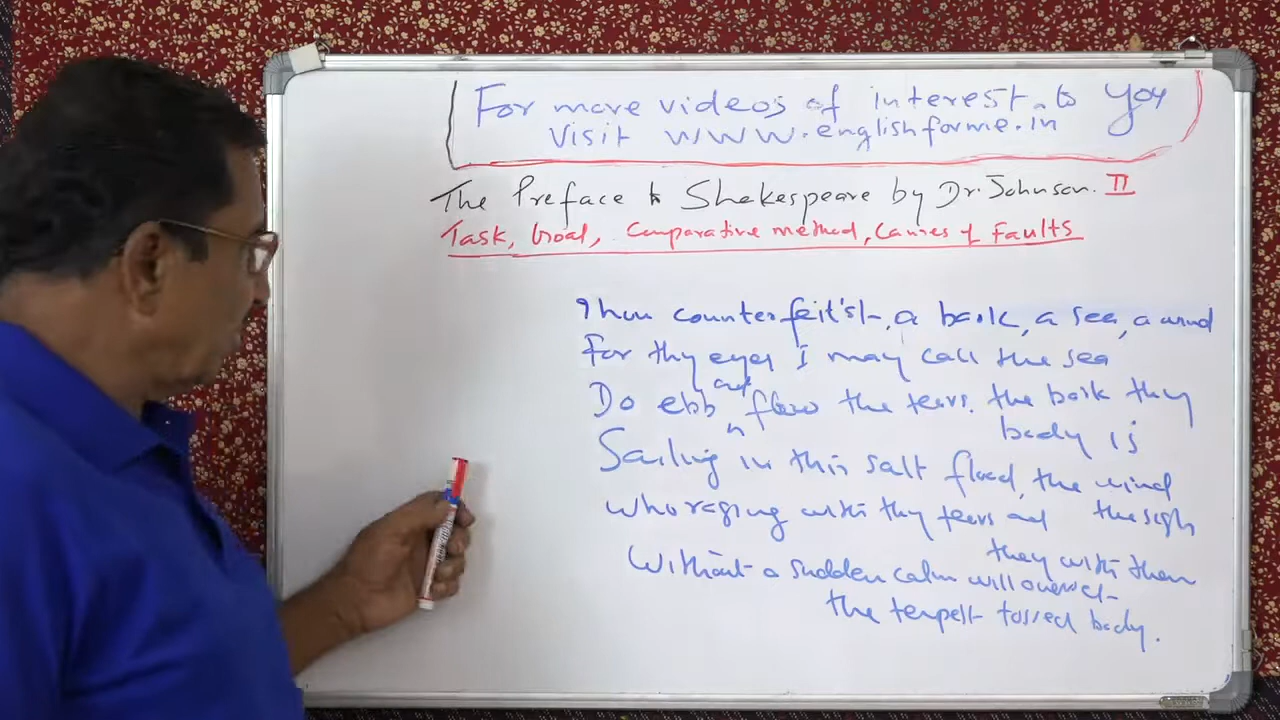 For more videos of interest to you
visit www.englishforme.in
The Preface to Shakespeare by Dr. Johnson. II
Task, Goal, Comparative method, Causes of Faults
Thou counterfeit'st, a bark, a sea, a wind
For thy eyes I may call the sea
Do ebb and flow the tears. the bark thy
body is
Sailing in this salt flood, the wind
who raging with thy tears and the sigh
they with them
Without a sudden calm will overset
the tempest tossed body.